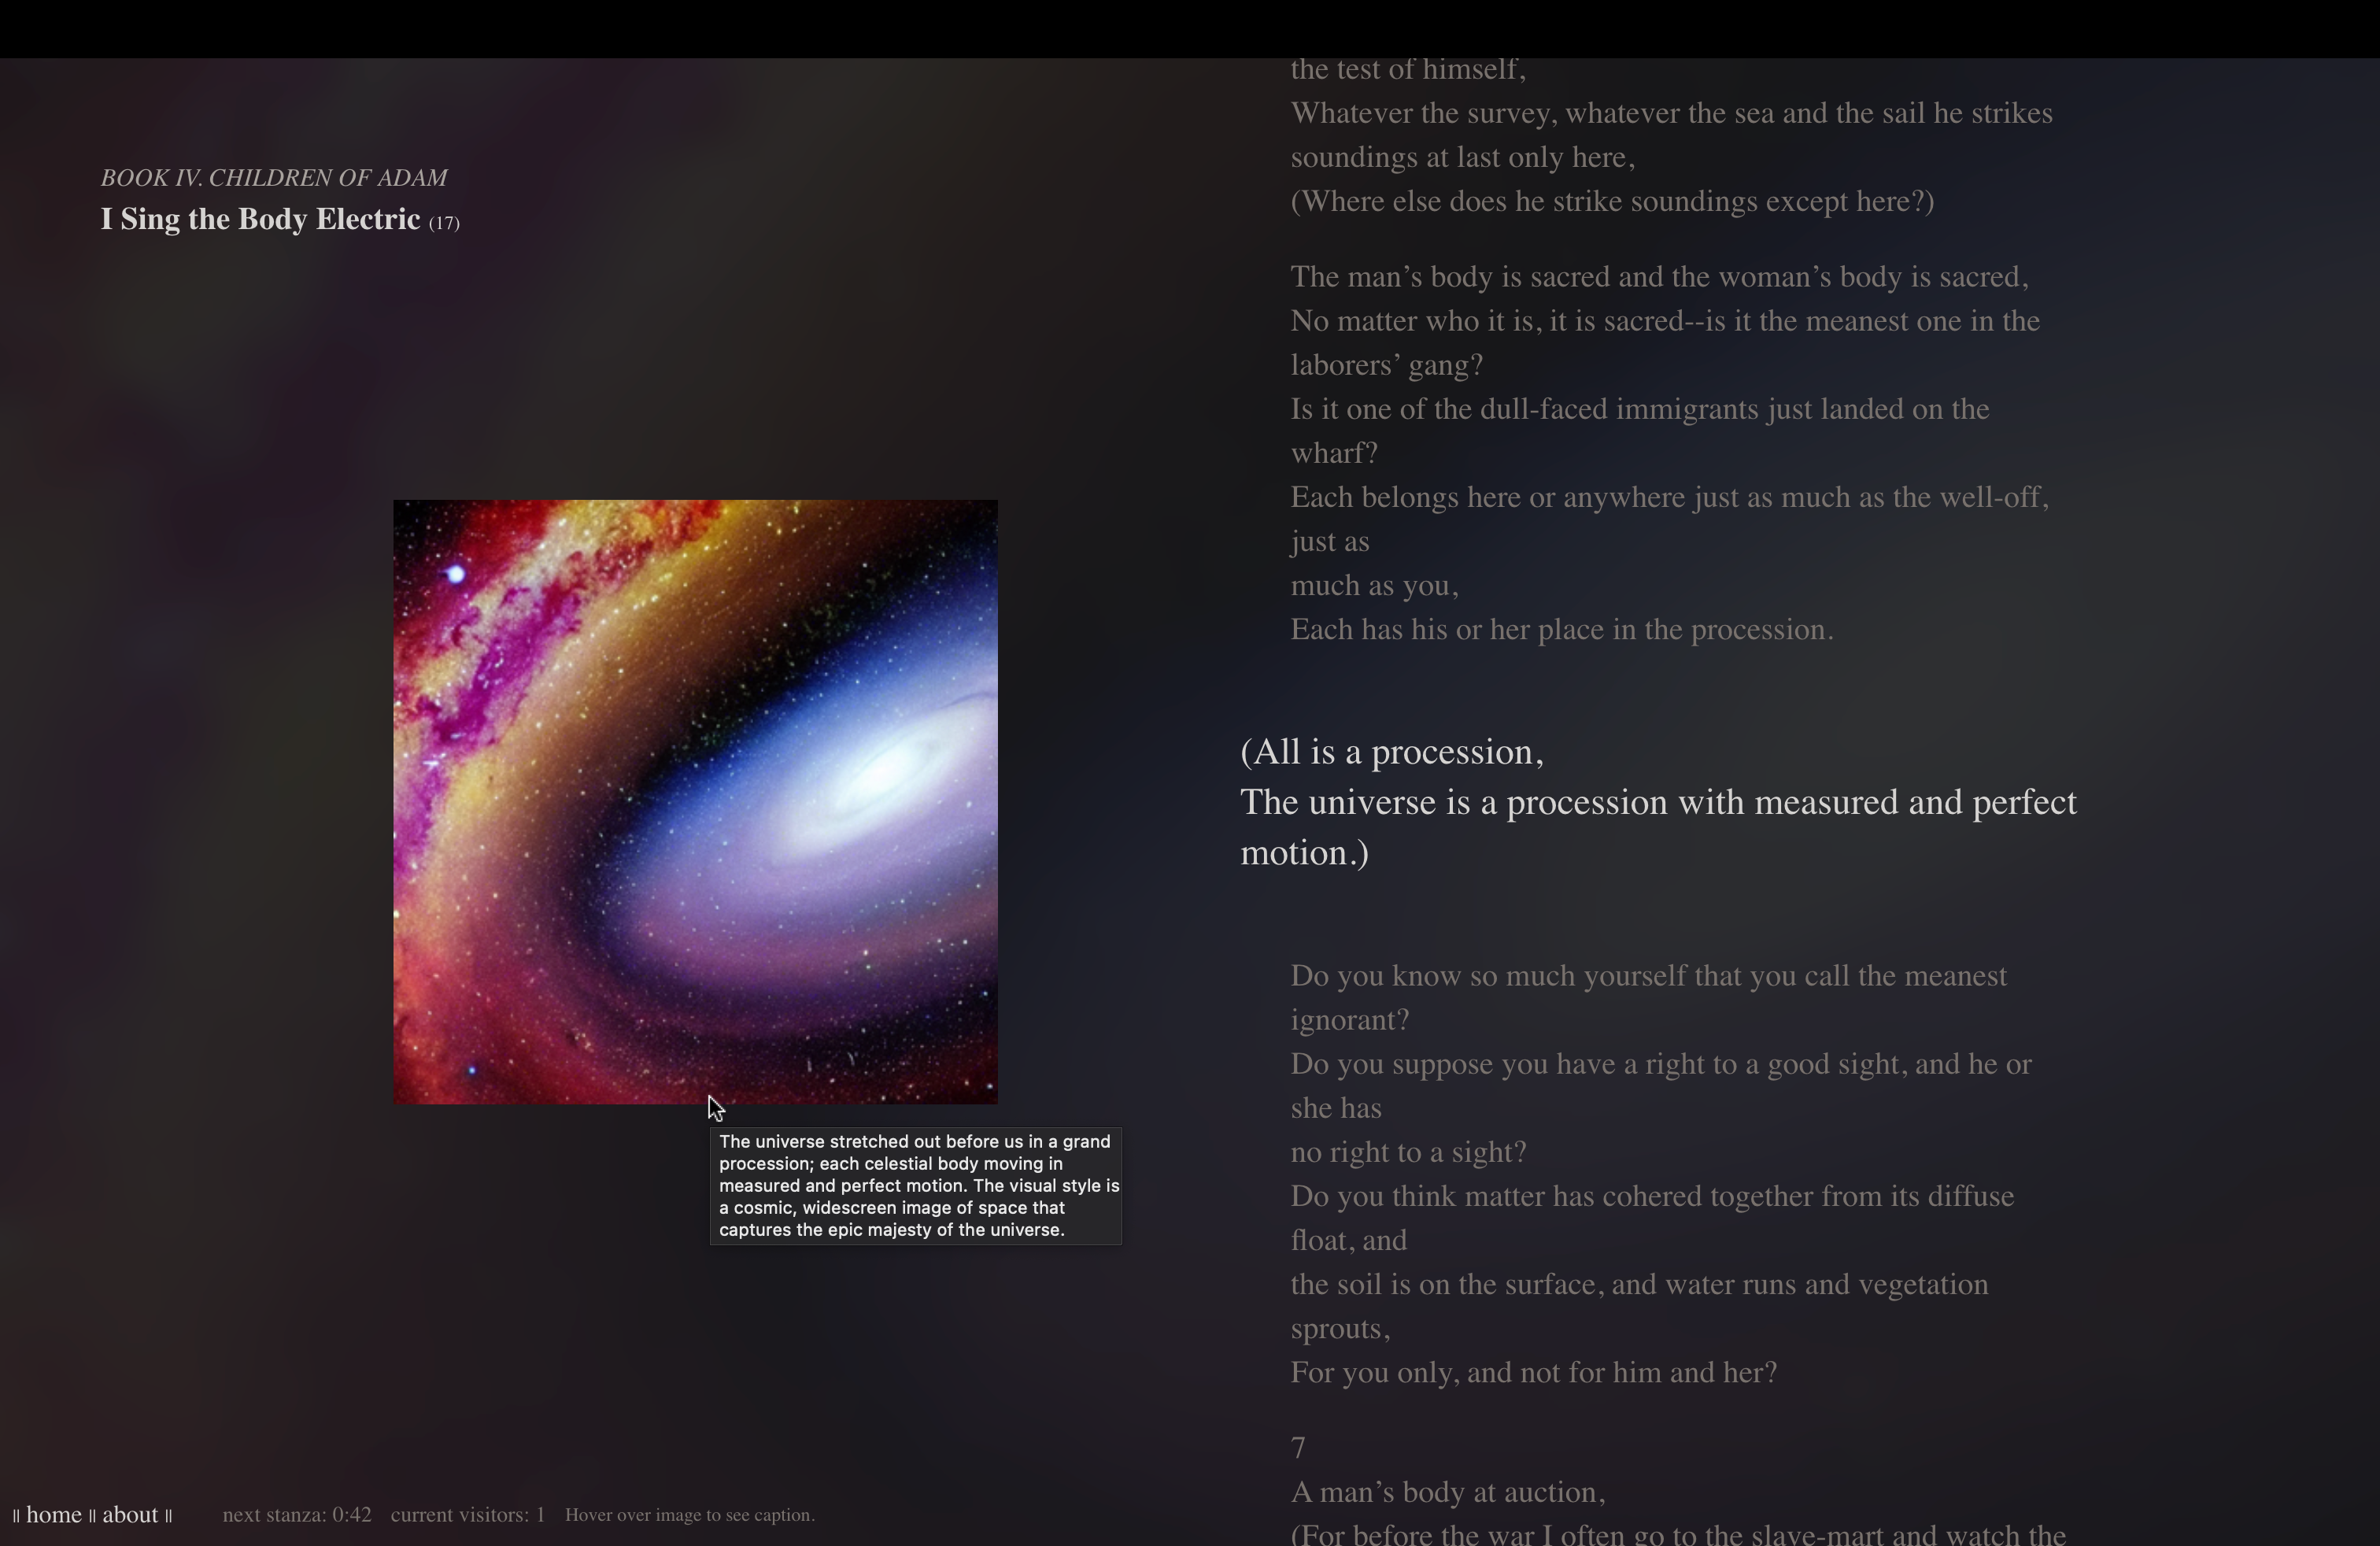 BOOK IV. CHILDREN OF ADAM
I Sing the Body Electric (17)
the test of himself,
Whatever the survey, whatever the sea and the sail he strikes
soundings at last only here,
(Where else does he strike soundings except here?)
The man’s body is sacred and the woman’s body is sacred,
No matter who it is, it is sacred--is it the meanest one in the
laborers’ gang?
Is it one of the dull-faced immigrants just landed on the
wharf?
Each belongs here or anywhere just as much as the well-off,
just as
much as you,
Each has his or her place in the procession.
(All is a procession,
The universe is a procession with measured and perfect
motion.)
Do you know so much yourself that you call the meanest
ignorant?
Do you suppose you have a right to a good sight, and he or
she has
no right to a sight?
Do you think matter has cohered together from its diffuse
float, and
the soil is on the surface, and water runs and vegetation
sprouts,
For you only, and not for him and her?
7
A man’s body at auction,
(For before the war I often go to the slave-mart and watch the
The universe stretched out before us in a grand
procession; each celestial body moving in
measured and perfect motion. The visual style is
a cosmic, widescreen image of space that
captures the epic majesty of the universe.
|| home || about || next stanza: 0:42 current visitors: 1 Hover over image to see caption.